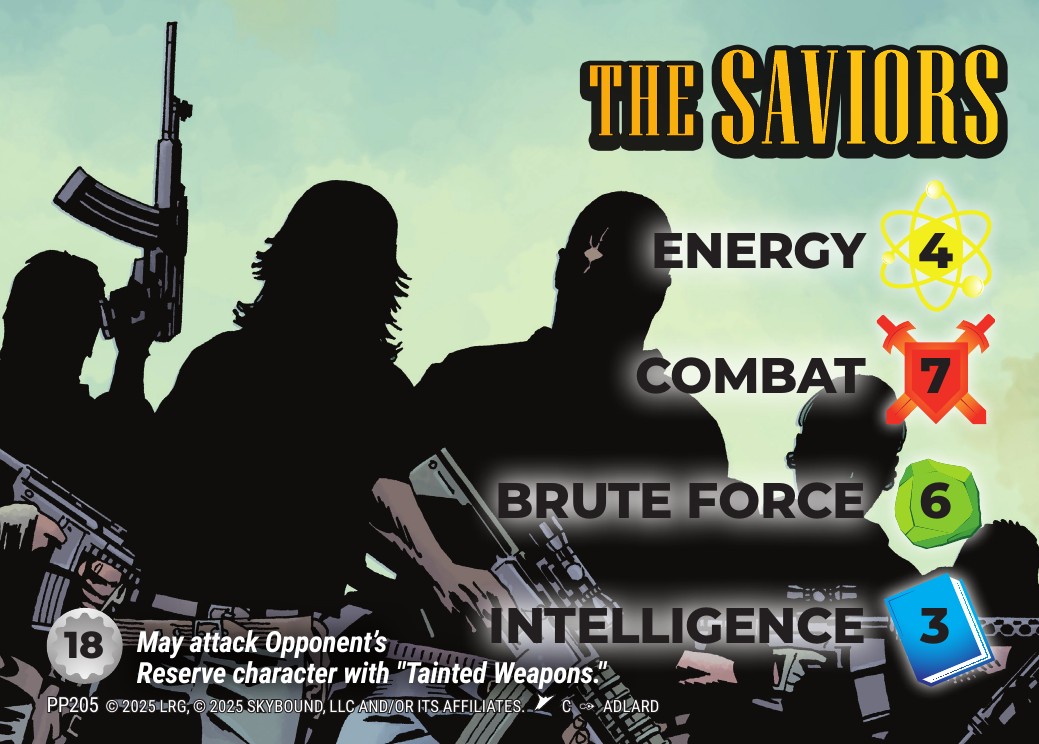 THE SAVIORS
ENERGY 4
COMBAT 7
BRUTE FORCE 6
INTELLIGENCE 3
18
May attack Opponent's
Reserve character with "Tainted Weapons."
PP205 © 2025 LRG, © 2025 SKYBOUND, LLC AND/OR ITS AFFILIATES. C ADLARD